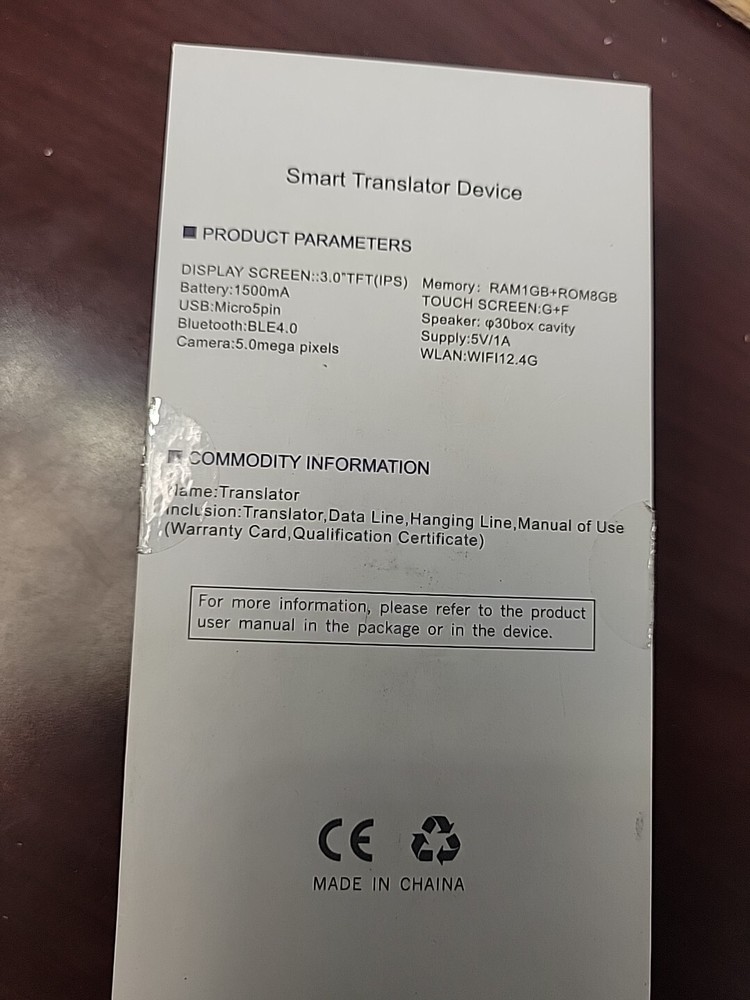 Smart Translator Device
PRODUCT PARAMETERS
DISPLAY SCREEN::3.0"TFT(IPS)
Battery:1500mA
USB:Micro5pin
Bluetooth:BLE4.0
Camera:5.0mega pixels
Memory: RAM1GB+ROM8GB
TOUCH SCREEN:G+F
Speaker: φ30box cavity
Supply:5V/1A
WLAN:WIFI12.4G
COMMODITY INFORMATION
Name:Translator
Inclusion:Translator,Data Line,Hanging Line,Manual of Use
(Warranty Card,Qualification Certificate)
For more information, please refer to the product
user manual in the package or in the device.
CE
MADE IN CHAINA